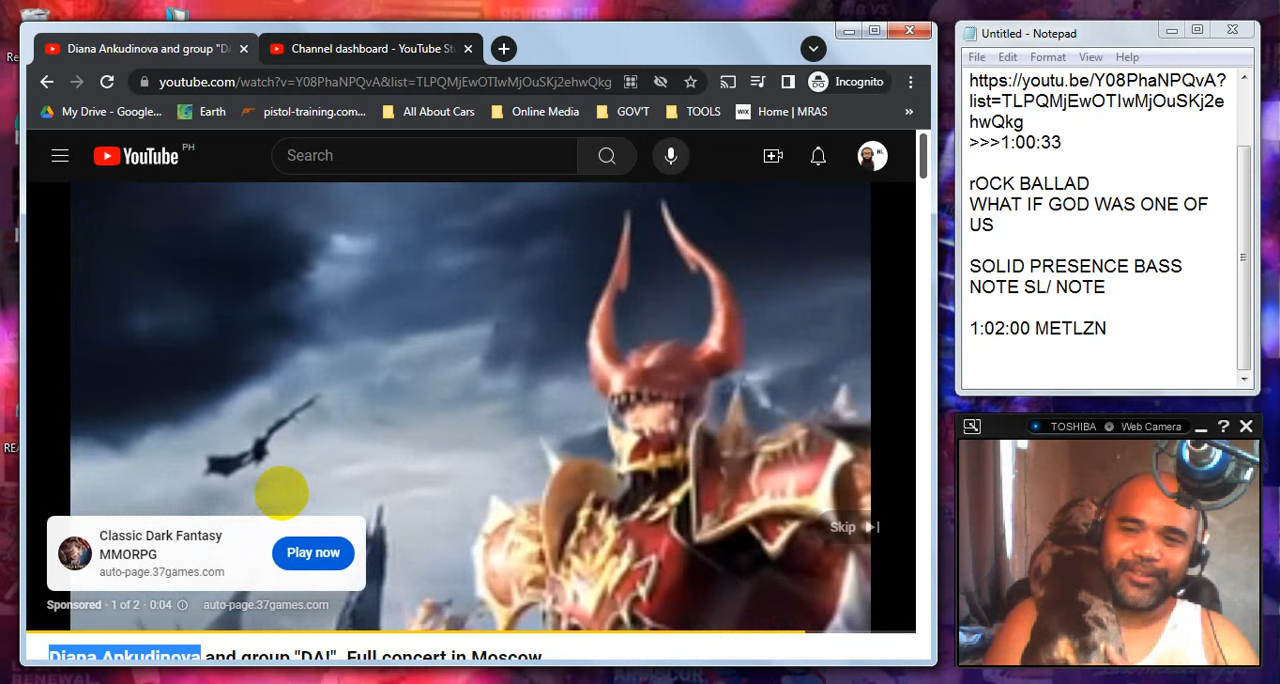 Diana Ankudinova and group "DA
Channel dashboard - YouTube St
youtube.com/watch?v=Y08PhaNPQvA&list=TLPQMjEwOTIwMjOuSKj2ehwQkg
Incognito
My Drive - Google...
Earth
pistol-training.com...
All About Cars
Online Media
GOV'T
TOOLS
WIX
Home | MRAS
»
YouTube PH
Search
Skip
Classic Dark Fantasy
MMORPG
auto-page.37games.com
Play now
Sponsored · 1 of 2 · 0:04 auto-page.37games.com
Diana Ankudinova and group "DA!". Full concert in Moscow
Untitled - Notepad
File Edit Format View Help
https://youtu.be/Y08PhaNPQvA?
list=TLPQMjEwOTIwMjOuSKj2e
hwQkg
>>>1:00:33
rOCK BALLAD
WHAT IF GOD WAS ONE OF
US
SOLID PRESENCE BASS
NOTE SL/ NOTE
1:02:00 METLZN
TOSHIBA Web Camera
RENEWAL.